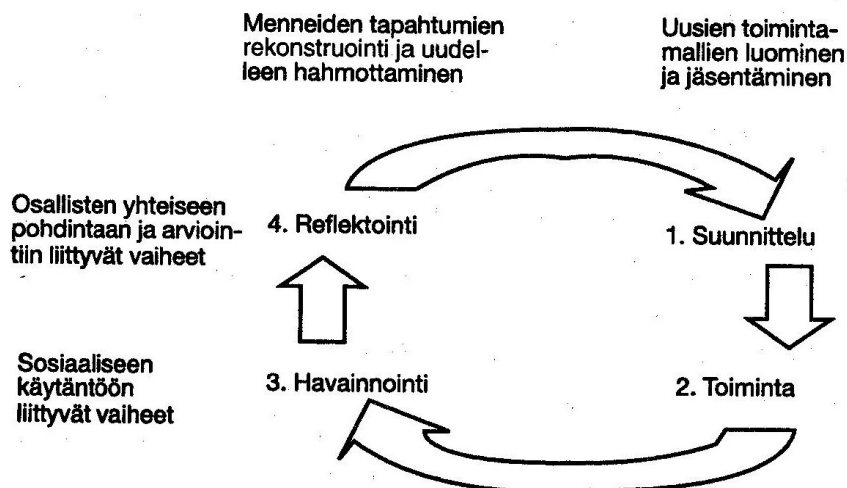 Menneiden tapahtumien
rekonstruointi ja uudel-
leen hahmottaminen
Uusien toiminta-
mallien luominen
ja jäsentäminen
Osallisten yhteiseen
pohdintaan ja arvioin-
tiin liittyvät vaiheet
4. Reflektointi
1. Suunnittelu
Sosiaaliseen
käytäntöön
liittyvät vaiheet
3. Havainnointi
2. Toiminta